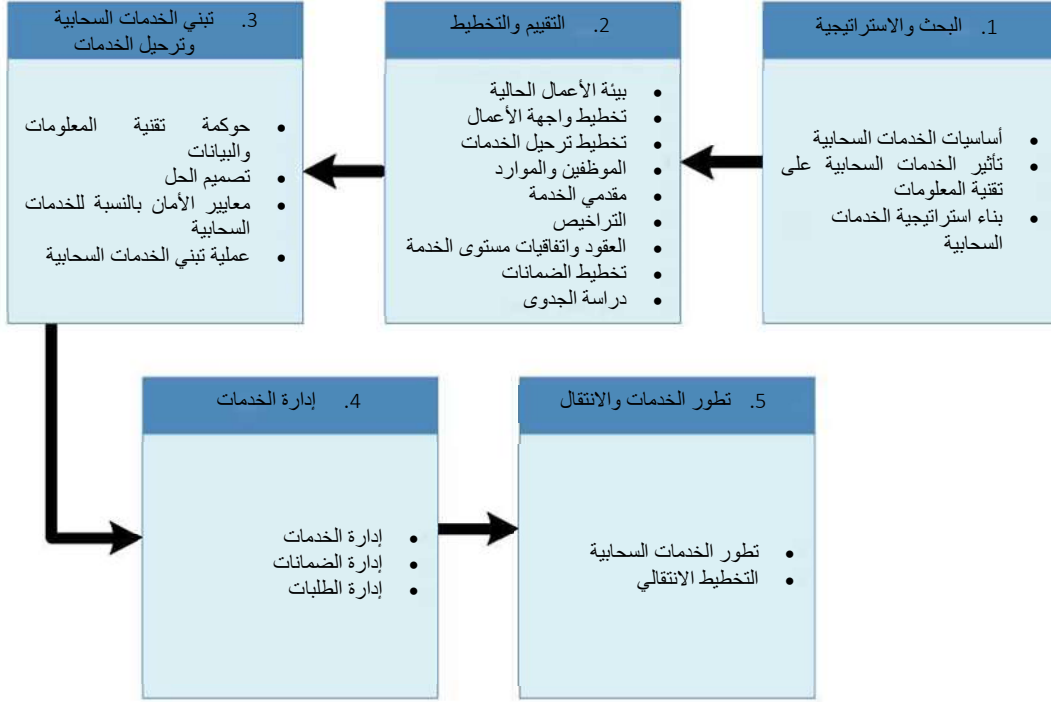 1. البحث والاستراتيجية
• أساسيات الخدمات السحابية
• تأثير الخدمات السحابية على
تقنية المعلومات
• بناء استراتيجية الخدمات
السحابية
2. التقييم والتخطيط
• بيئة الأعمال الحالية
• تخطيط واجهة الأعمال
• تخطيط ترحيل الخدمات
• الموظفين والموارد
• مقدمي الخدمة
• التراخيص
• العقود واتفاقيات مستوى الخدمة
• تخطيط الضمانات
• دراسة الجدوى
3. تبني الخدمات السحابية
وترحيل الخدمات
• حوكمة تقنية المعلومات
والبيانات
• تصميم الحل
• معايير الأمان بالنسبة للخدمات
السحابية
• عملية تبني الخدمات السحابية
4. إدارة الخدمات
• إدارة الخدمات
• إدارة الضمانات
• إدارة الطلبات
5. تطور الخدمات والانتقال
• تطور الخدمات السحابية
• التخطيط الانتقالي